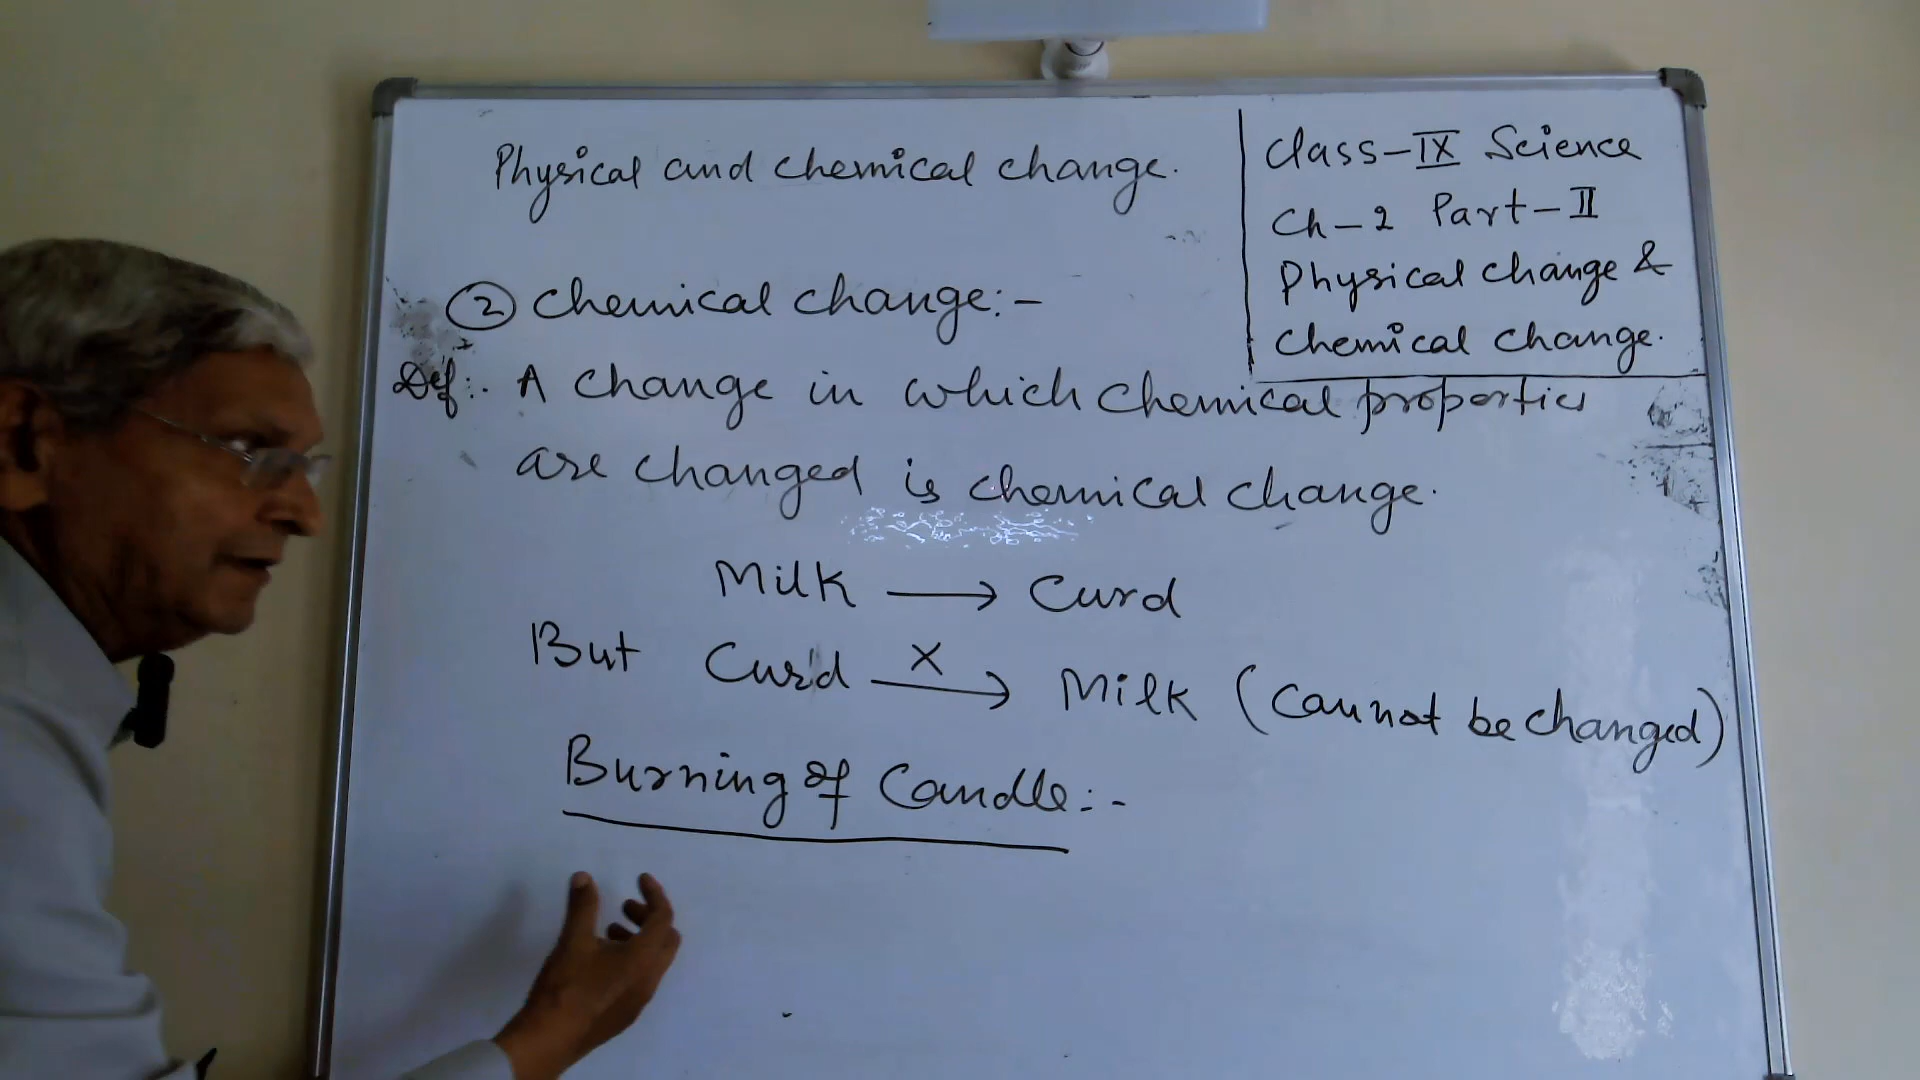 Physical and chemical change.
Class-IX Science
Ch-2 Part-II
Physical change &
chemical change.
② chemical change:-
Def:. A change in which chemical properties
are changed is chemical change.
Milk → Curd
But Curd X→ Milk (cannot be changed)
Burning of Candle:-